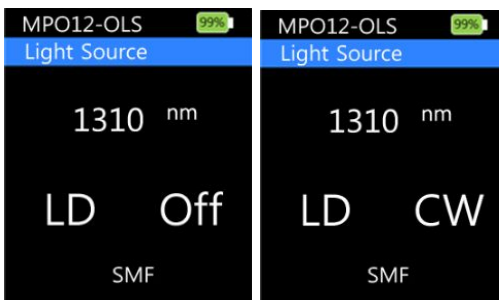 MPO12-OLS 99%
Light Source
1310 nm
LD Off
SMF
MPO12-OLS 99%
Light Source
1310 nm
LD CW
SMF